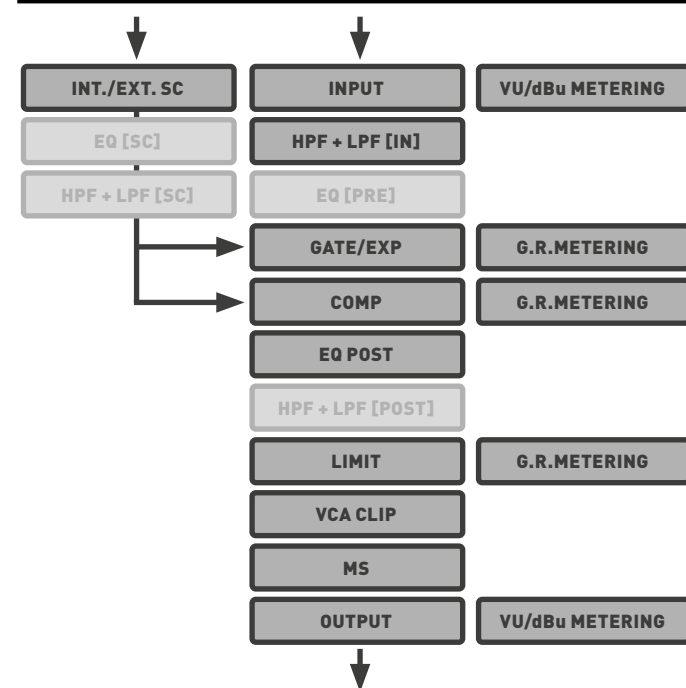 INT./EXT. SC
INPUT
VU/dBu METERING
EQ [SC]
HPF + LPF [IN]
HPF + LPF [SC]
EQ [PRE]
GATE/EXP
G.R.METERING
COMP
G.R.METERING
EQ POST
HPF + LPF [POST]
LIMIT
G.R.METERING
VCA CLIP
MS
OUTPUT
VU/dBu METERING